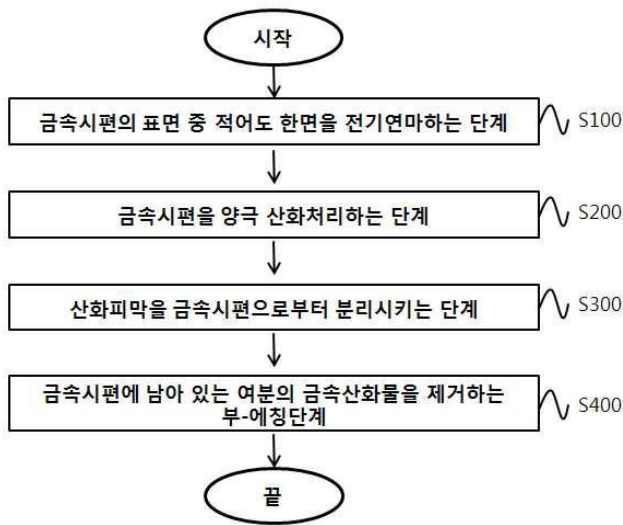 시작
금속시편의 표면 중 적어도 한면을 전기연마하는 단계 S100
금속시편을 양극 산화처리하는 단계 S200
산화피막을 금속시편으로부터 분리시키는 단계 S300
금속시편에 남아 있는 여분의 금속산화물을 제거하는
부-에칭단계 S400
끝